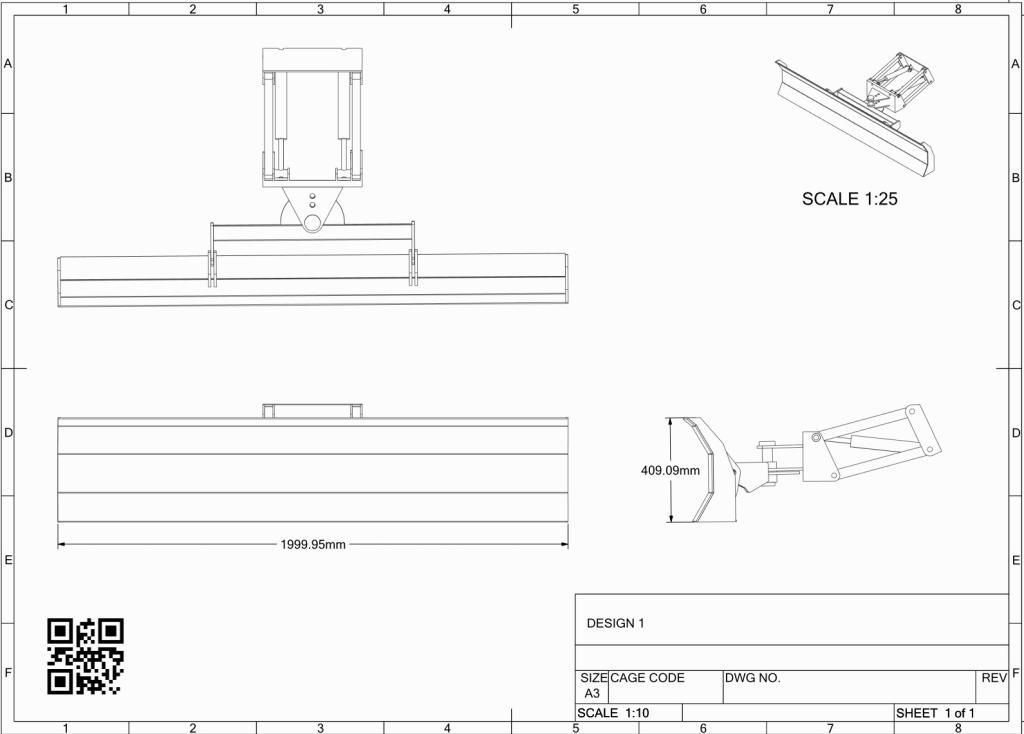 1 2 3 4 5 6 7 8
A A
SCALE 1:25
B B
C C
D D
409.09mm
1999.95mm
E E
DESIGN 1
F F
SIZE CAGE CODE DWG NO. REV
A3
SCALE 1:10 SHEET 1 of 1
1 2 3 4 5 6 7 8